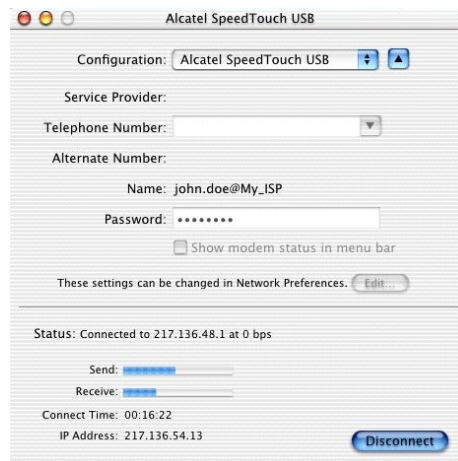 Alcatel SpeedTouch USB
Configuration: Alcatel SpeedTouch USB
Service Provider:
Telephone Number:
Alternate Number:
Name: john.doe@My_ISP
Password: ••••••••
Show modem status in menu bar
These settings can be changed in Network Preferences. Edit...
Status: Connected to 217.136.48.1 at 0 bps
Send:
Receive:
Connect Time: 00:16:22
IP Address: 217.136.54.13
Disconnect